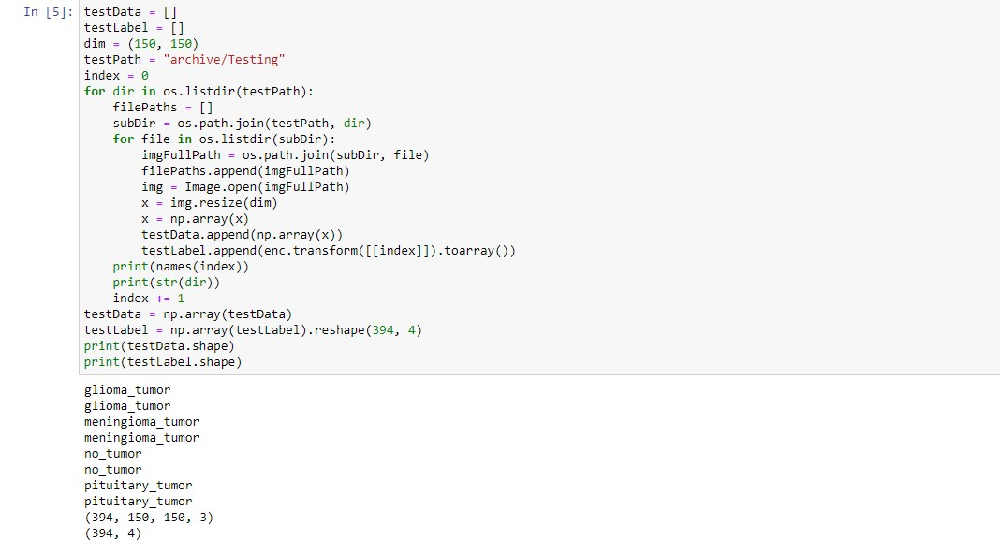 In [5]: testData = []
testLabel = []
dim = (150, 150)
testPath = "archive/Testing"
index = 0
for dir in os.listdir(testPath):
    filePaths = []
    subDir = os.path.join(testPath, dir)
    for file in os.listdir(subDir):
        imgFullPath = os.path.join(subDir, file)
        filePaths.append(imgFullPath)
        img = Image.open(imgFullPath)
        x = img.resize(dim)
        x = np.array(x)
        testData.append(np.array(x))
        testLabel.append(enc.transform([[index]]).toarray())
    print(names(index))
    print(str(dir))
    index += 1
testData = np.array(testData)
testLabel = np.array(testLabel).reshape(394, 4)
print(testData.shape)
print(testLabel.shape)
glioma_tumor
glioma_tumor
meningioma_tumor
meningioma_tumor
no_tumor
no_tumor
pituitary_tumor
pituitary_tumor
(394, 150, 150, 3)
(394, 4)